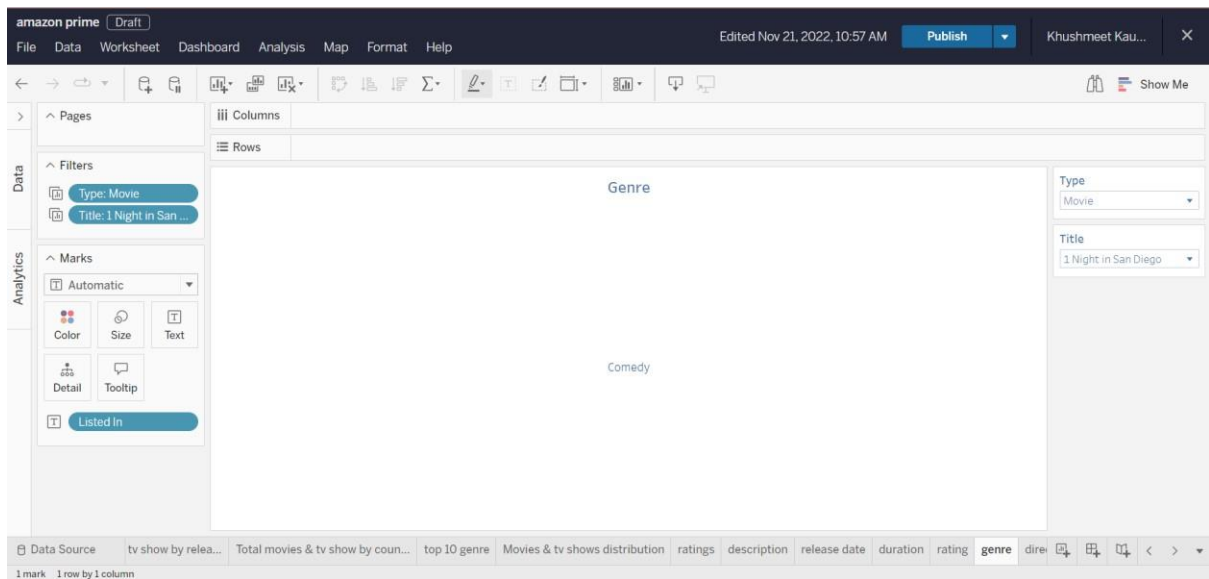 amazon prime Draft
File Data Worksheet Dashboard Analysis Map Format Help
Edited Nov 21, 2022, 10:57 AM
Publish
Khushmeet Kau...
Show Me
Data
Analytics
Pages
Filters
Type: Movie
Title: 1 Night in San ...
Marks
Automatic
Color Size Text
Detail Tooltip
Listed In
iii Columns
Rows
Genre
Comedy
Type
Movie
Title
1 Night in San Diego
Data Source tv show by relea... Total movies & tv show by coun... top 10 genre Movies & tv shows distribution ratings description release date duration rating genre dire
1 mark 1 row by 1 column